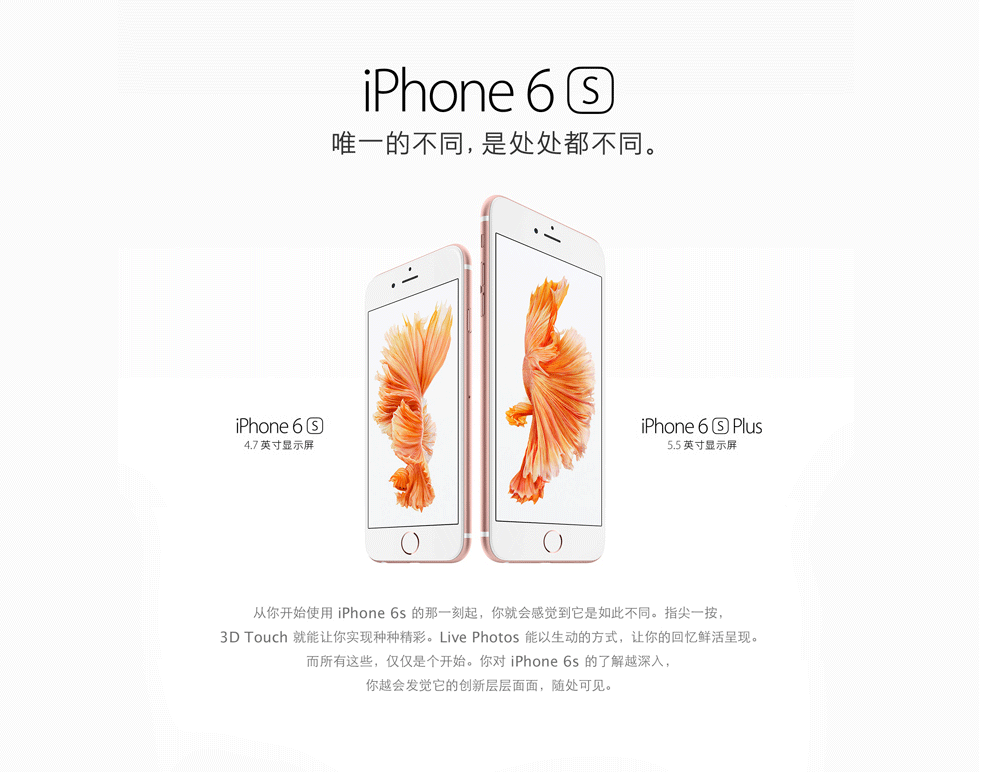 iPhone 6 S
唯一的不同，是处处都不同。
iPhone 6 S
4.7 英寸显示屏
iPhone 6 S Plus
5.5 英寸显示屏
从你开始使用 iPhone 6s 的那一刻起，你就会感觉到它是如此不同。指尖一按，
3D Touch 就能让你实现种种精彩。Live Photos 能以生动的方式，让你的回忆鲜活呈现。
而所有这些，仅仅是个开始。你对 iPhone 6s 的了解越深入，
你越会发觉它的创新层层面面，随处可见。